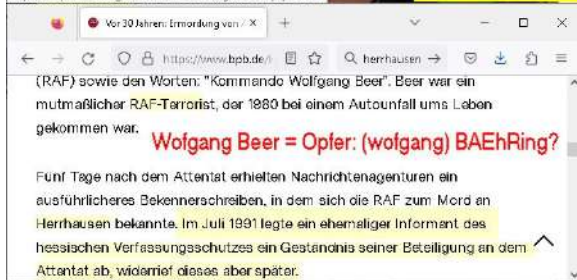 Vor 30 Jahren: Ermordung von A
https://www.bpb.de/ herrhausen
(RAF) sowie den Worten: "Kommando Wolfgang Beer". Beer war ein
mutmaßlicher RAF-Terrorist, der 1980 bei einem Autounfall ums Leben
gekommen war.
Wofgang Beer = Opfer: (wofgang) BAEhRing?
Fünf Tage nach dem Attentat erhielten Nachrichtenagenturen ein
ausführlicheres Bekennerschreiben, in dem sich die RAF zum Mord an
Herrhausen bekannte. Im Juli 1991 legte ein ehemaliger Informant des
hessischen Verfassungsschutzes ein Geständnis seiner Beteiligung an dem
Attentat ab, widerrief dieses aber später.